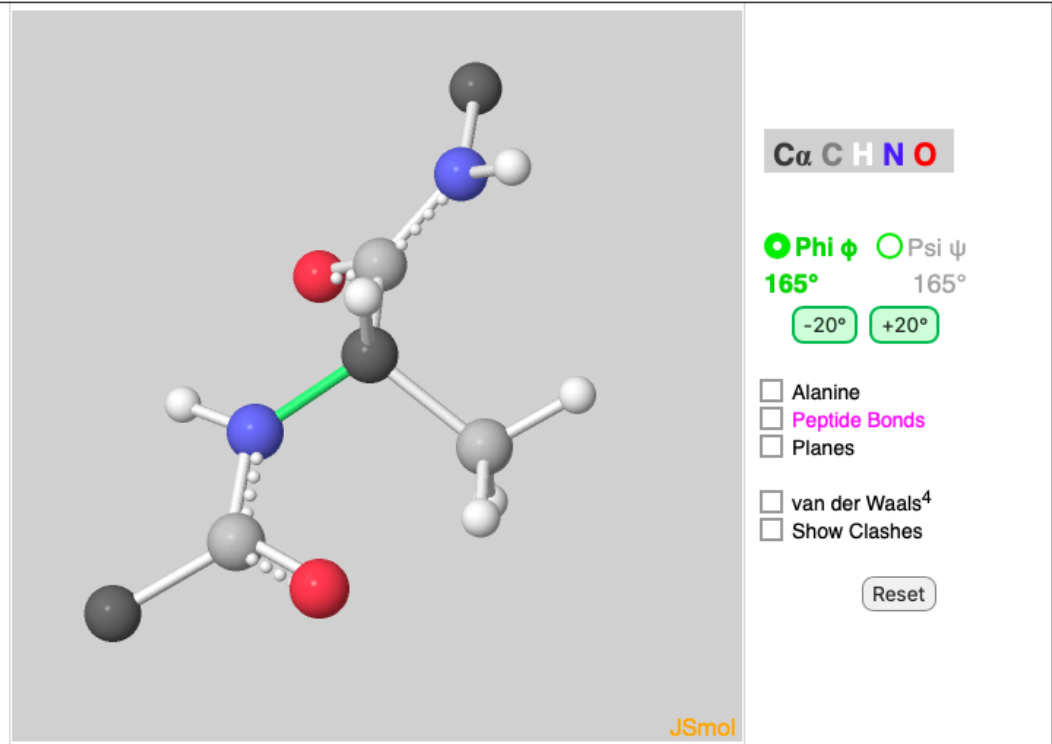 Cα C H N O
Phi ϕ Psi ψ
165° 165°
-20° +20°
Alanine
Peptide Bonds
Planes
van der Waals4
Show Clashes
Reset
JSmol